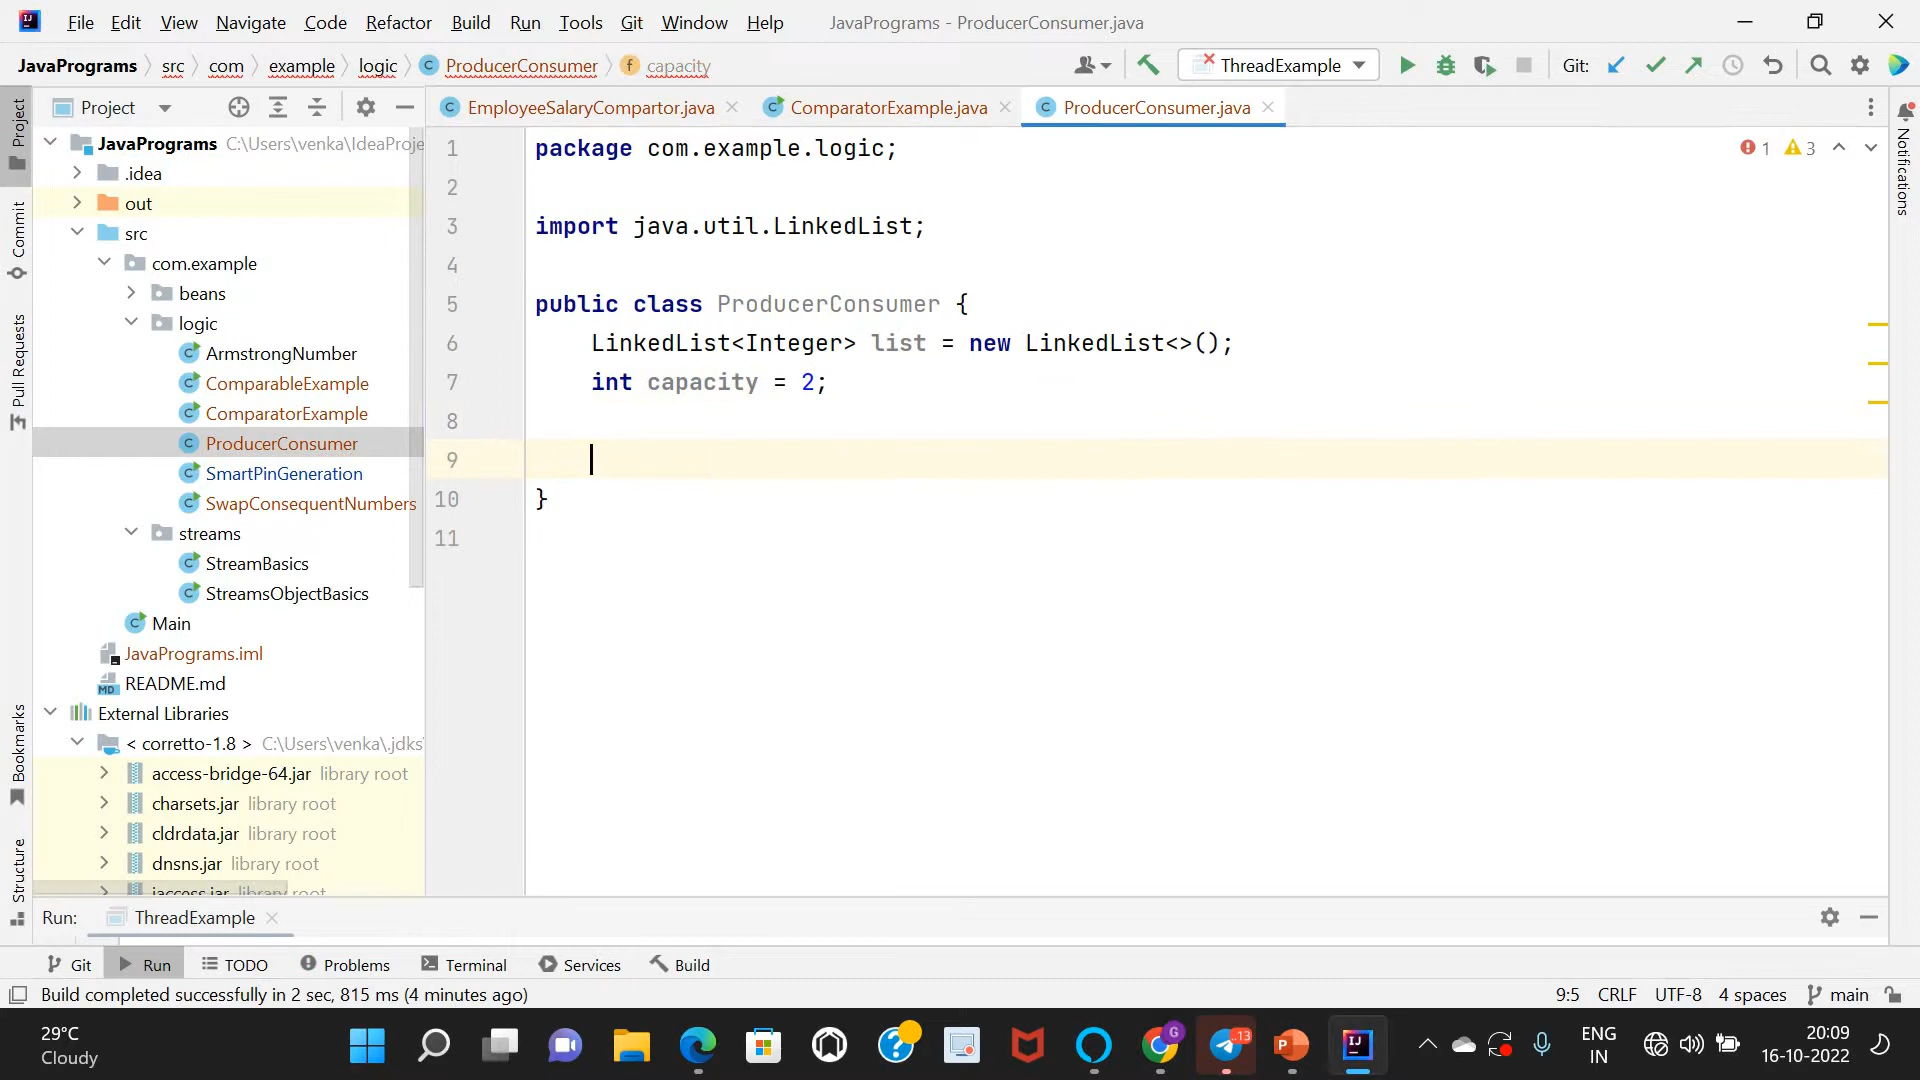 File Edit View Navigate Code Refactor Build Run Tools Git Window Help JavaPrograms - ProducerConsumer.java
JavaPrograms src com example logic ProducerConsumer capacity ThreadExample Git:
Project EmployeeSalaryCompartor.java ComparatorExample.java ProducerConsumer.java
Project
Commit
Pull Requests
Bookmarks
Structure
Notifications
JavaPrograms C:\Users\venka\IdeaProje
.idea
out
src
com.example
beans
logic
ArmstrongNumber
ComparableExample
ComparatorExample
ProducerConsumer
SmartPinGeneration
SwapConsequentNumbers
streams
StreamBasics
StreamsObjectBasics
Main
JavaPrograms.iml
README.md
External Libraries
< corretto-1.8 > C:\Users\venka\.jdks
access-bridge-64.jar library root
charsets.jar library root
cldrdata.jar library root
dnsns.jar library root
jaccess.jar library root
1 package com.example.logic;
2
3 import java.util.LinkedList;
4
5 public class ProducerConsumer {
6 LinkedList<Integer> list = new LinkedList<>();
7 int capacity = 2;
8
9
10 }
11
1 3
Run: ThreadExample
Git Run TODO Problems Terminal Services Build
Build completed successfully in 2 sec, 815 ms (4 minutes ago) 9:5 CRLF UTF-8 4 spaces main
29°C
Cloudy
ENG
IN
20:09
16-10-2022